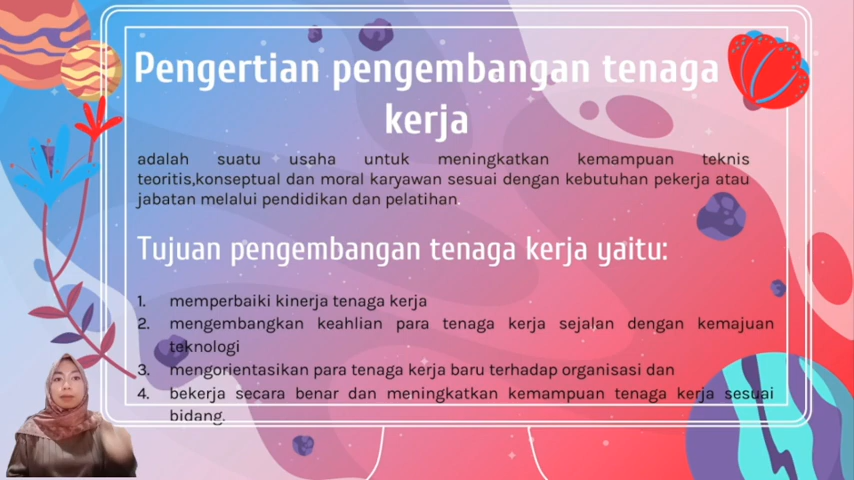 Pengertian pengembangan tenaga
kerja
adalah suatu usaha untuk meningkatkan kemampuan teknis
teoritis,konseptual dan moral karyawan sesuai dengan kebutuhan pekerja atau
jabatan melalui pendidikan dan pelatihan.
Tujuan pengembangan tenaga kerja yaitu:
1. memperbaiki kinerja tenaga kerja
2. mengembangkan keahlian para tenaga kerja sejalan dengan kemajuan
teknologi
3. mengorientasikan para tenaga kerja baru terhadap organisasi dan
4. bekerja secara benar dan meningkatkan kemampuan tenaga kerja sesuai
bidang.